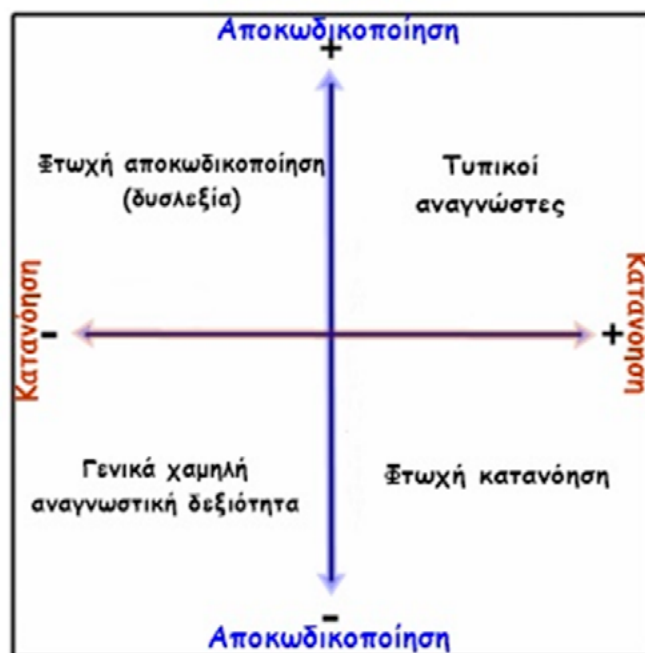 Αποκωδικοποίηση
+
Φτωχή αποκωδικοποίηση
(δυσλεξία)
Τυπικοί
αναγνώστες
Κατανόηση
-
+
Κατανόηση
Γενικά χαμηλή
αναγνωστική δεξιότητα
Φτωχή κατανόηση
-
Αποκωδικοποίηση